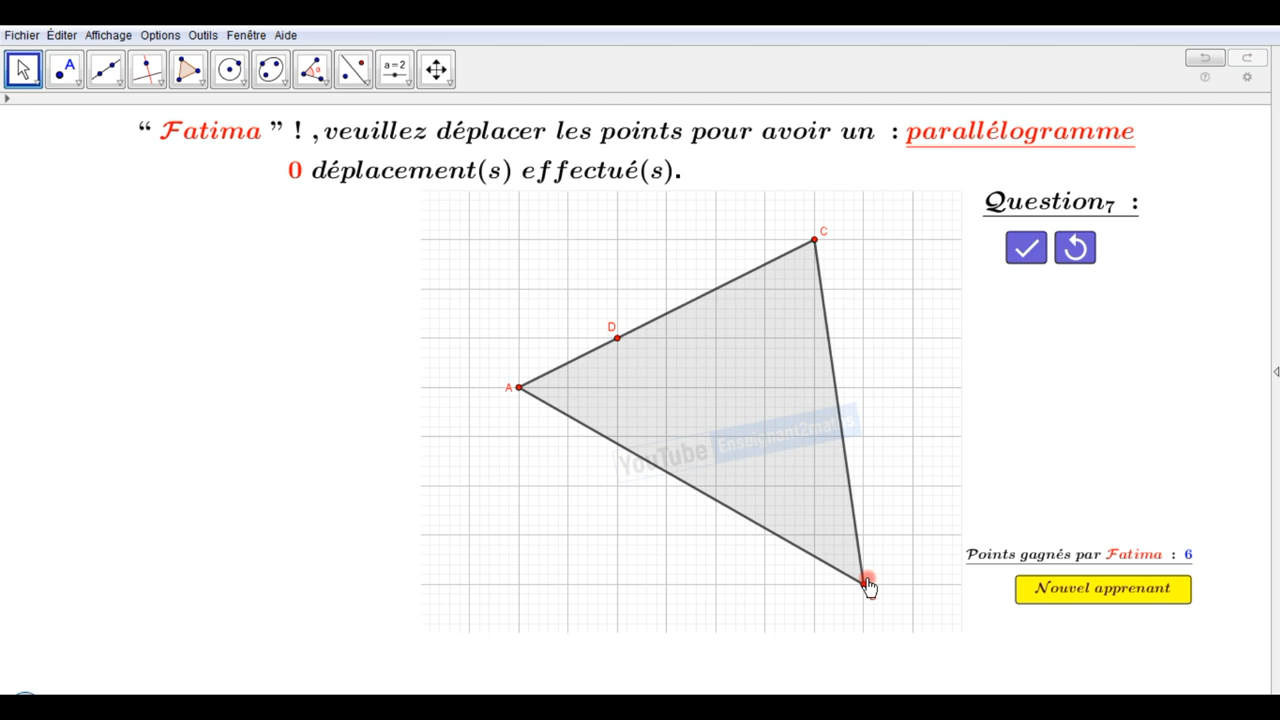 Fichier Éditer Affichage Options Outils Fenêtre Aide
A
α
a = 2
“ Fatima ” ! ,veuillez déplacer les points pour avoir un : parallélogramme
0 déplacement(s) effectué(s).
Question₇ :
C
D
A
YouTube Enseignant2maths
Points gagnés par Fatima : 6
Nouvel apprenant